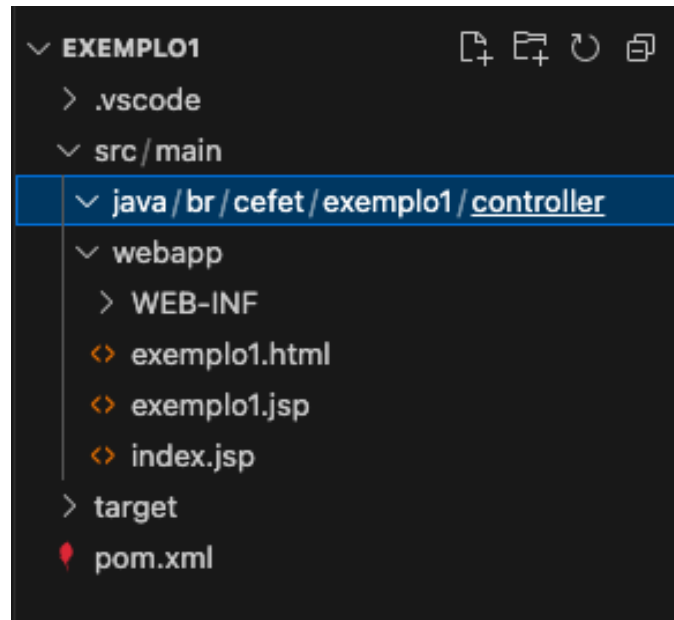 EXEMPLO1
.vscode
src/main
java/br/cefet/exemplo1/controller
webapp
WEB-INF
exemplo1.html
exemplo1.jsp
index.jsp
target
pom.xml